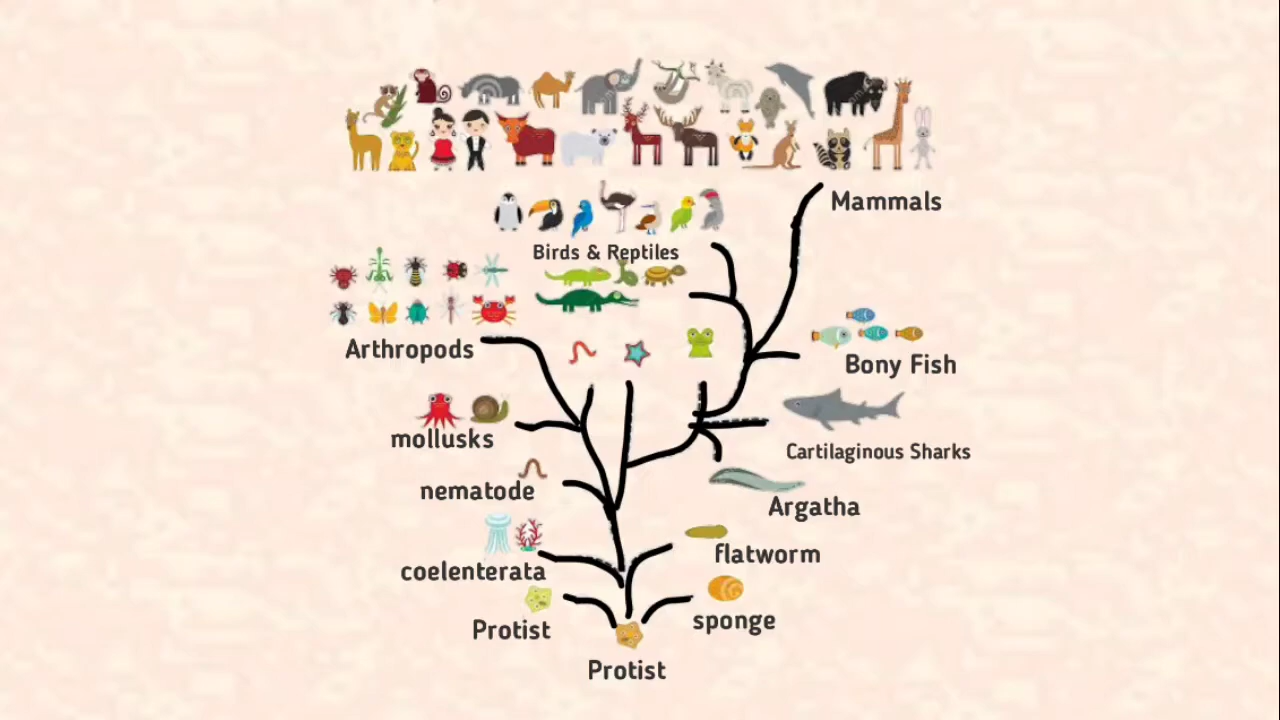 Mammals
Birds & Reptiles
Arthropods
Bony Fish
mollusks
Cartilaginous Sharks
nematode
Argatha
flatworm
coelenterata
sponge
Protist
Protist